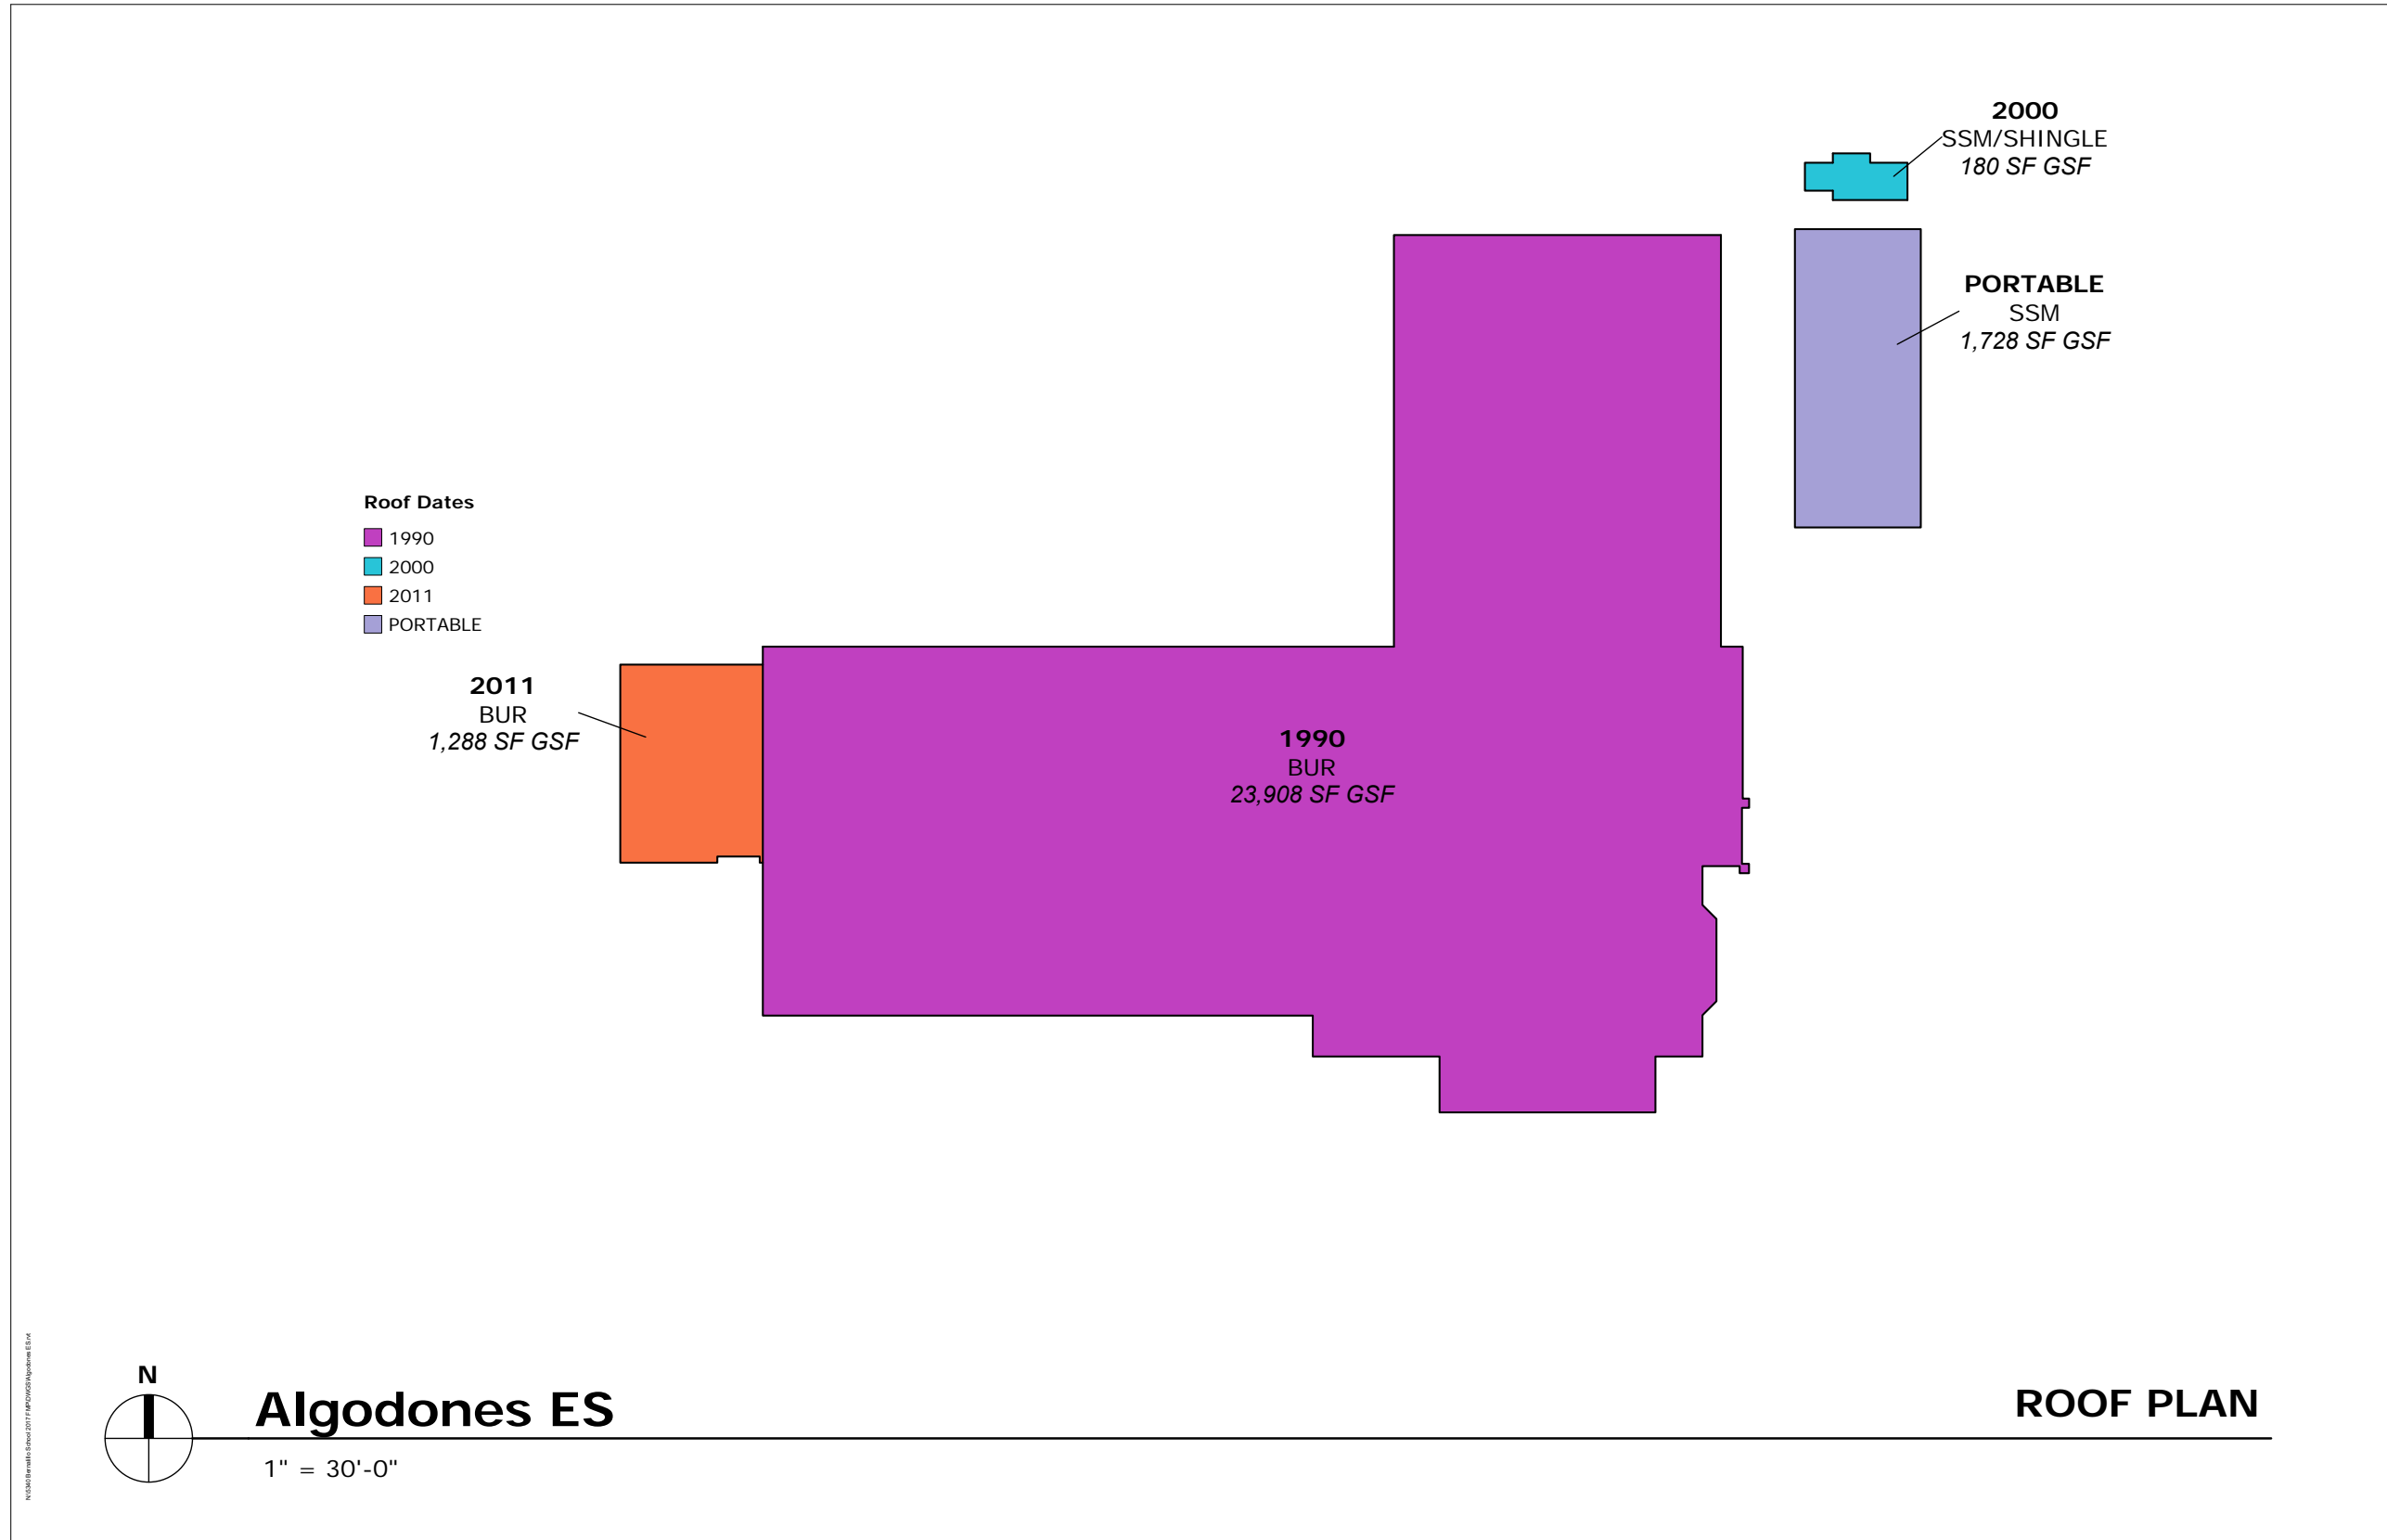 2000
SSM/SHINGLE
180 SF GSF
PORTABLE
SSM
1,728 SF GSF
Roof Dates
1990
2000
2011
PORTABLE
2011
BUR
1,288 SF GSF
1990
BUR
23,908 SF GSF
N
Algodones ES
ROOF PLAN
1" = 30'-0"